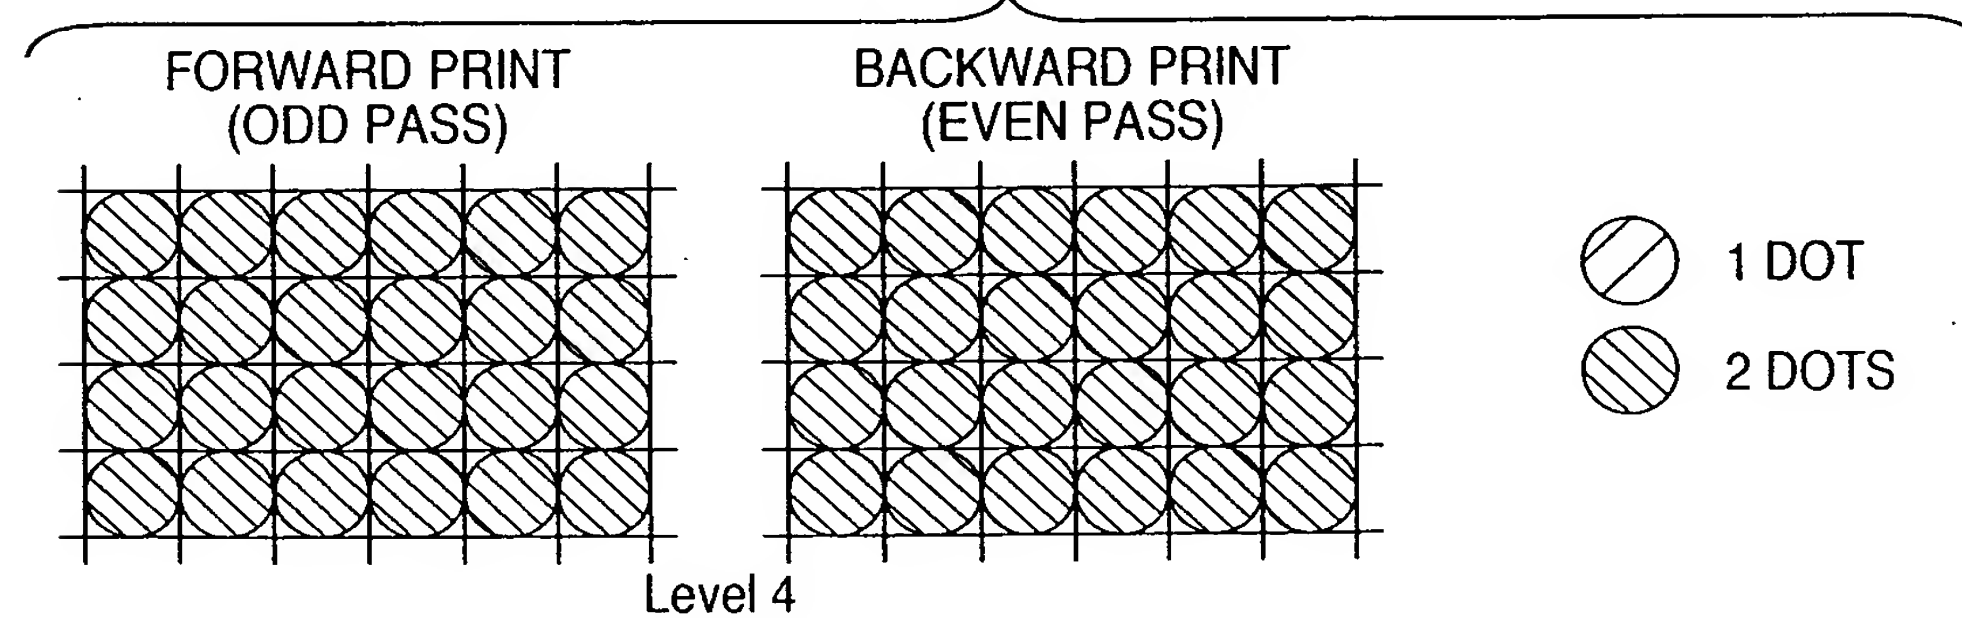 FORWARD PRINT
(ODD PASS)
BACKWARD PRINT
(EVEN PASS)
1 DOT
2 DOTS
Level 4